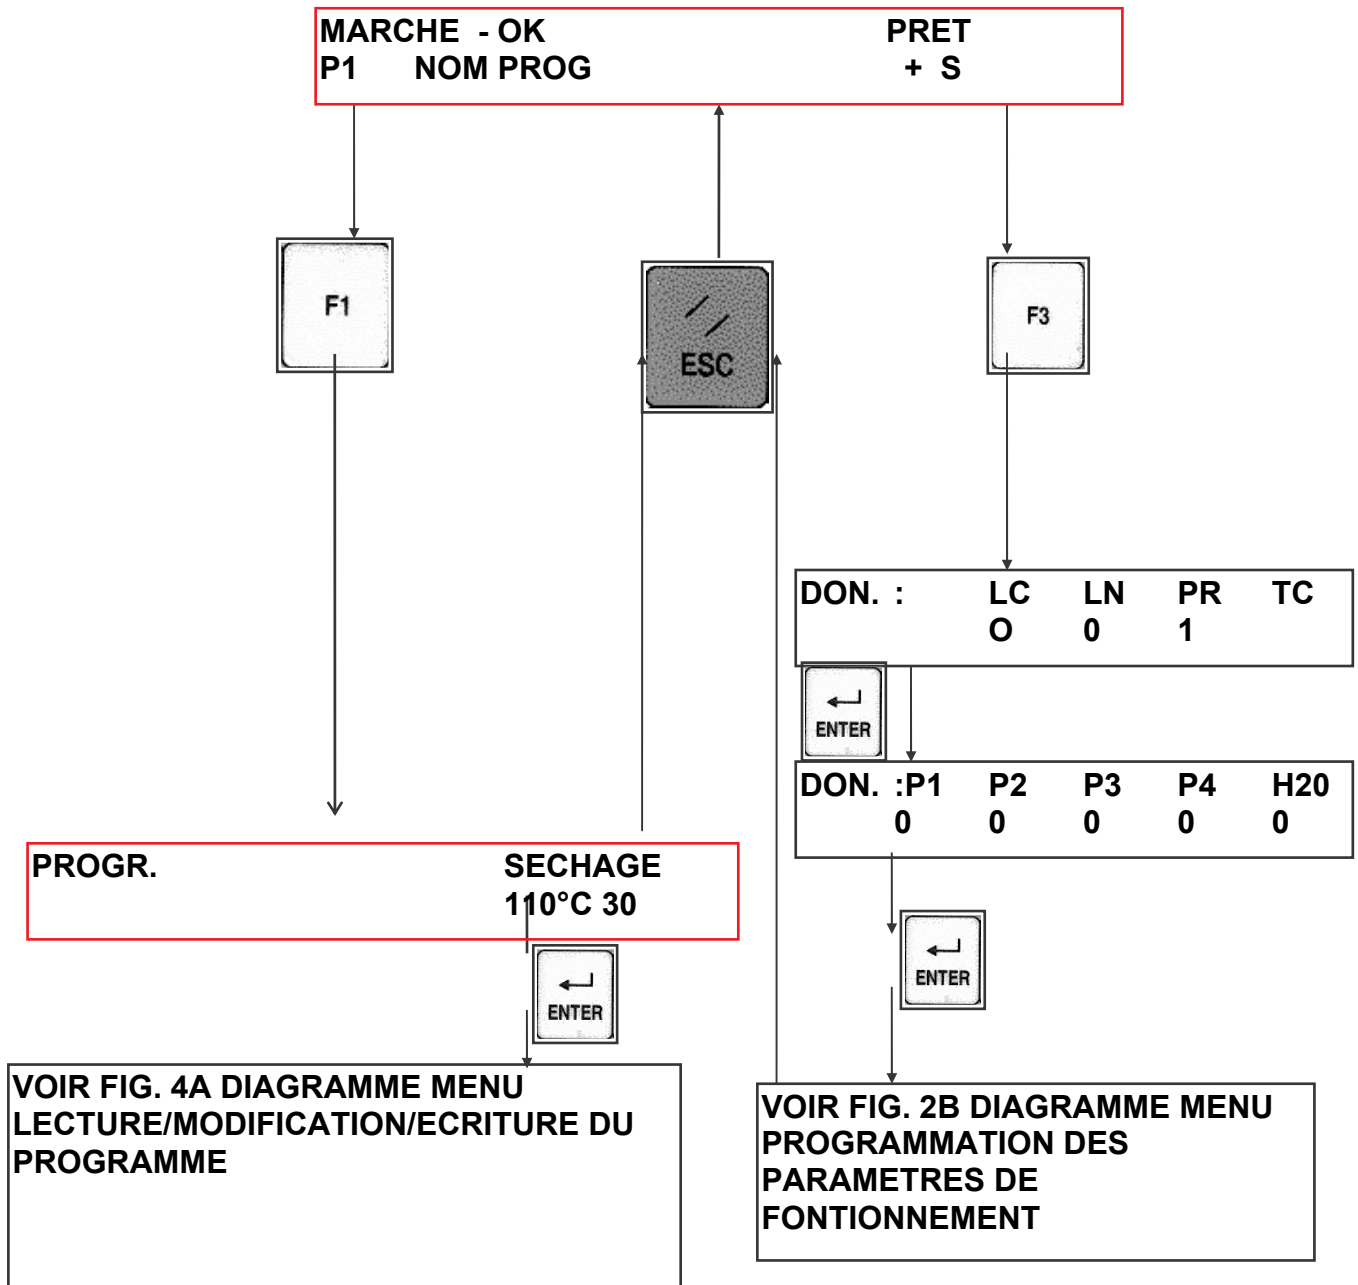 MARCHE - OK PRET
P1 NOM PROG + S
F1
ESC
F3
DON. : LC LN PR TC
O 0 1
ENTER
DON. :P1 P2 P3 P4 H20
0 0 0 0 0
PROGR. SECHAGE
110°C 30
ENTER
ENTER
VOIR FIG. 4A DIAGRAMME MENU
LECTURE/MODIFICATION/ECRITURE DU
PROGRAMME
VOIR FIG. 2B DIAGRAMME MENU
PROGRAMMATION DES
PARAMETRES DE
FONTIONNEMENT